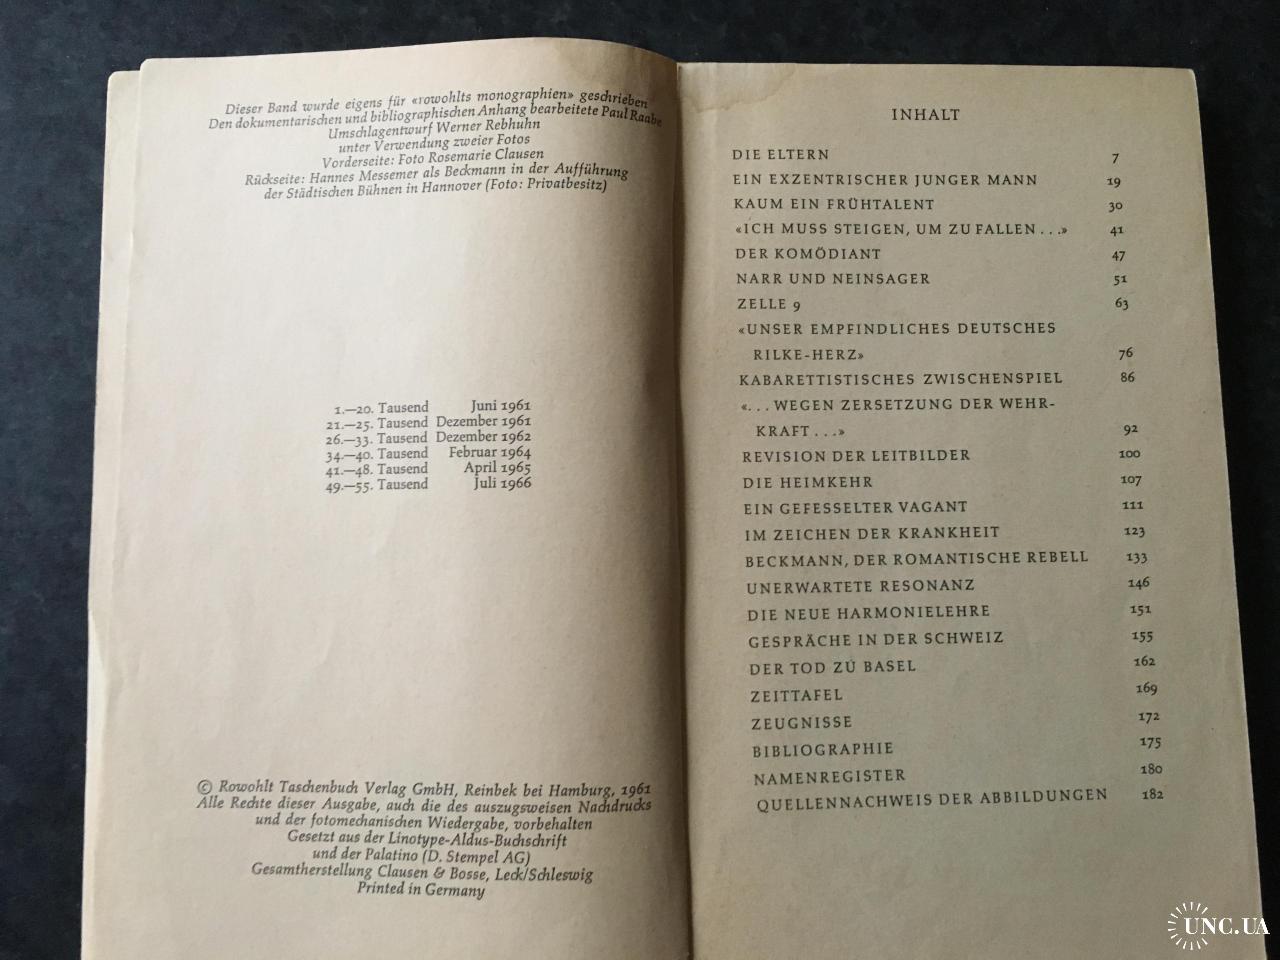 Dieser Band wurde eigens für «rowohlts monographien» geschrieben
Den dokumentarischen und bibliographischen Anhang bearbeitete Paul Raabe
Umschlagentwurf Werner Rebhuhn
unter Verwendung zweier Fotos
Vorderseite: Foto Rosemarie Clausen
Rückseite: Hannes Messemer als Beckmann in der Aufführung
der Städtischen Bühnen in Hannover (Foto: Privatbesitz)
1.—20. Tausend Juni 1961
21.—25. Tausend Dezember 1961
26.—33. Tausend Dezember 1962
34.—40. Tausend Februar 1964
41.—48. Tausend April 1965
49.—55. Tausend Juli 1966
© Rowohlt Taschenbuch Verlag GmbH, Reinbek bei Hamburg, 1961
Alle Rechte dieser Ausgabe, auch die des auszugsweisen Nachdrucks
und der fotomechanischen Wiedergabe, vorbehalten
Gesetzt aus der Linotype-Aldus-Buchschrift
und der Palatino (D. Stempel AG)
Gesamtherstellung Clausen & Bosse, Leck/Schleswig
Printed in Germany
INHALT
DIE ELTERN 7
EIN EXZENTRISCHER JUNGER MANN 19
KAUM EIN FRÜHTALENT 30
«ICH MUSS STEIGEN, UM ZU FALLEN...» 41
DER KOMÖDIANT 47
NARR UND NEINSAGER 51
ZELLE 9 63
«UNSER EMPFINDLICHES DEUTSCHES
RILKE-HERZ» 76
KABARETTISTISCHES ZWISCHENSPIEL 86
«...WEGEN ZERSETZUNG DER WEHR-
KRAFT...» 92
REVISION DER LEITBILDER 100
DIE HEIMKEHR 107
EIN GEFESSELTER VAGANT 111
IM ZEICHEN DER KRANKHEIT 123
BECKMANN, DER ROMANTISCHE REBELL 133
UNERWARTETE RESONANZ 146
DIE NEUE HARMONIELEHRE 151
GESPRÄCHE IN DER SCHWEIZ 155
DER TOD ZU BASEL 162
ZEITTAFEL 169
ZEUGNISSE 172
BIBLIOGRAPHIE 175
NAMENREGISTER 180
QUELLENNACHWEIS DER ABBILDUNGEN 182
UNC.UA